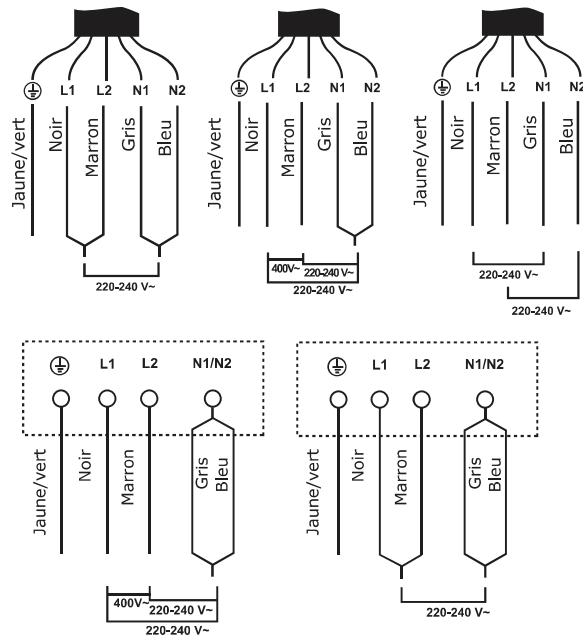 L1 L2 N1 N2
Jaune/vert Noir Marron Gris Bleu
220-240 V~
L1 L2 N1 N2
Jaune/vert Noir Marron Gris Bleu
400V~ 220-240 V~
220-240 V~
L1 L2 N1 N2
Jaune/vert Noir Marron Gris Bleu
220-240 V~
220-240 V~
L1 L2 N1/N2
Jaune/vert Noir Marron Gris Bleu
400V~ 220-240 V~
220-240 V~
L1 L2 N1/N2
Jaune/vert Noir Marron Gris Bleu
220-240 V~